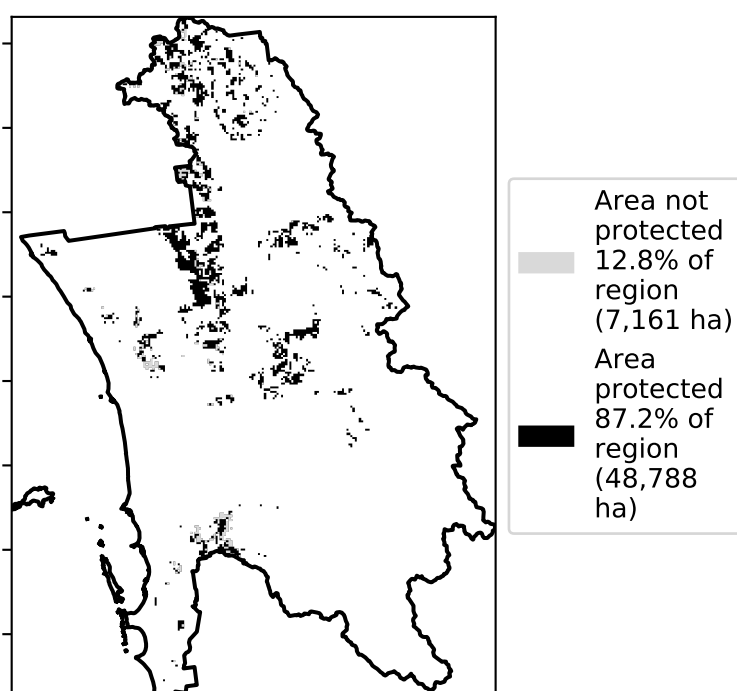 Area not
protected
12.8% of
region
(7,161 ha)
Area
protected
87.2% of
region
(48,788
ha)